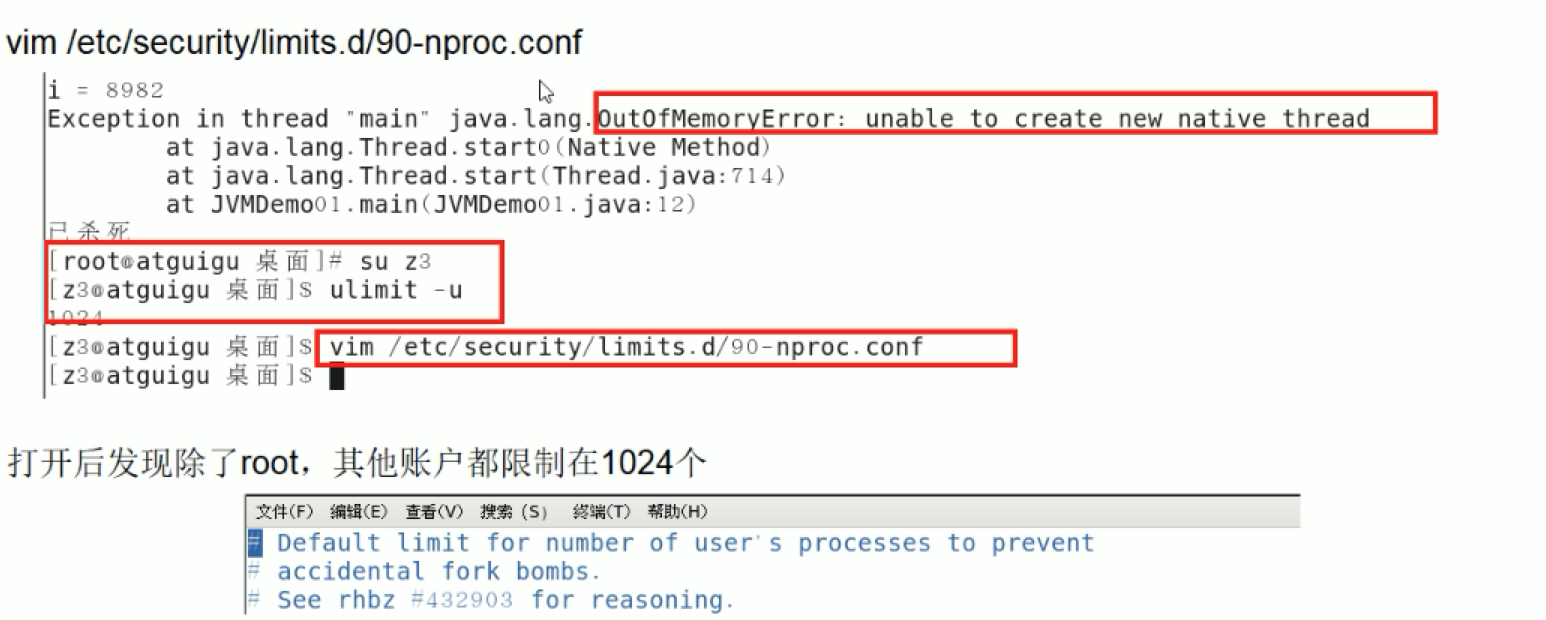 vim /etc/security/limits.d/90-nproc.conf
i = 8982
Exception in thread "main" java.lang.OutOfMemoryError: unable to create new native thread
at java.lang.Thread.start0(Native Method)
at java.lang.Thread.start(Thread.java:714)
at JVMDemo01.main(JVMDemo01.java:12)
已杀死
[root@atguigu 桌面]# su z3
[z3@atguigu 桌面]$ ulimit -u
1024
[z3@atguigu 桌面]$ vim /etc/security/limits.d/90-nproc.conf
[z3@atguigu 桌面]$
打开后发现除了root，其他账户都限制在1024个
文件(F) 编辑(E) 查看(V) 搜索 (S) 终端(T) 帮助(H)
# Default limit for number of user's processes to prevent
# accidental fork bombs.
# See rhbz #432903 for reasoning.